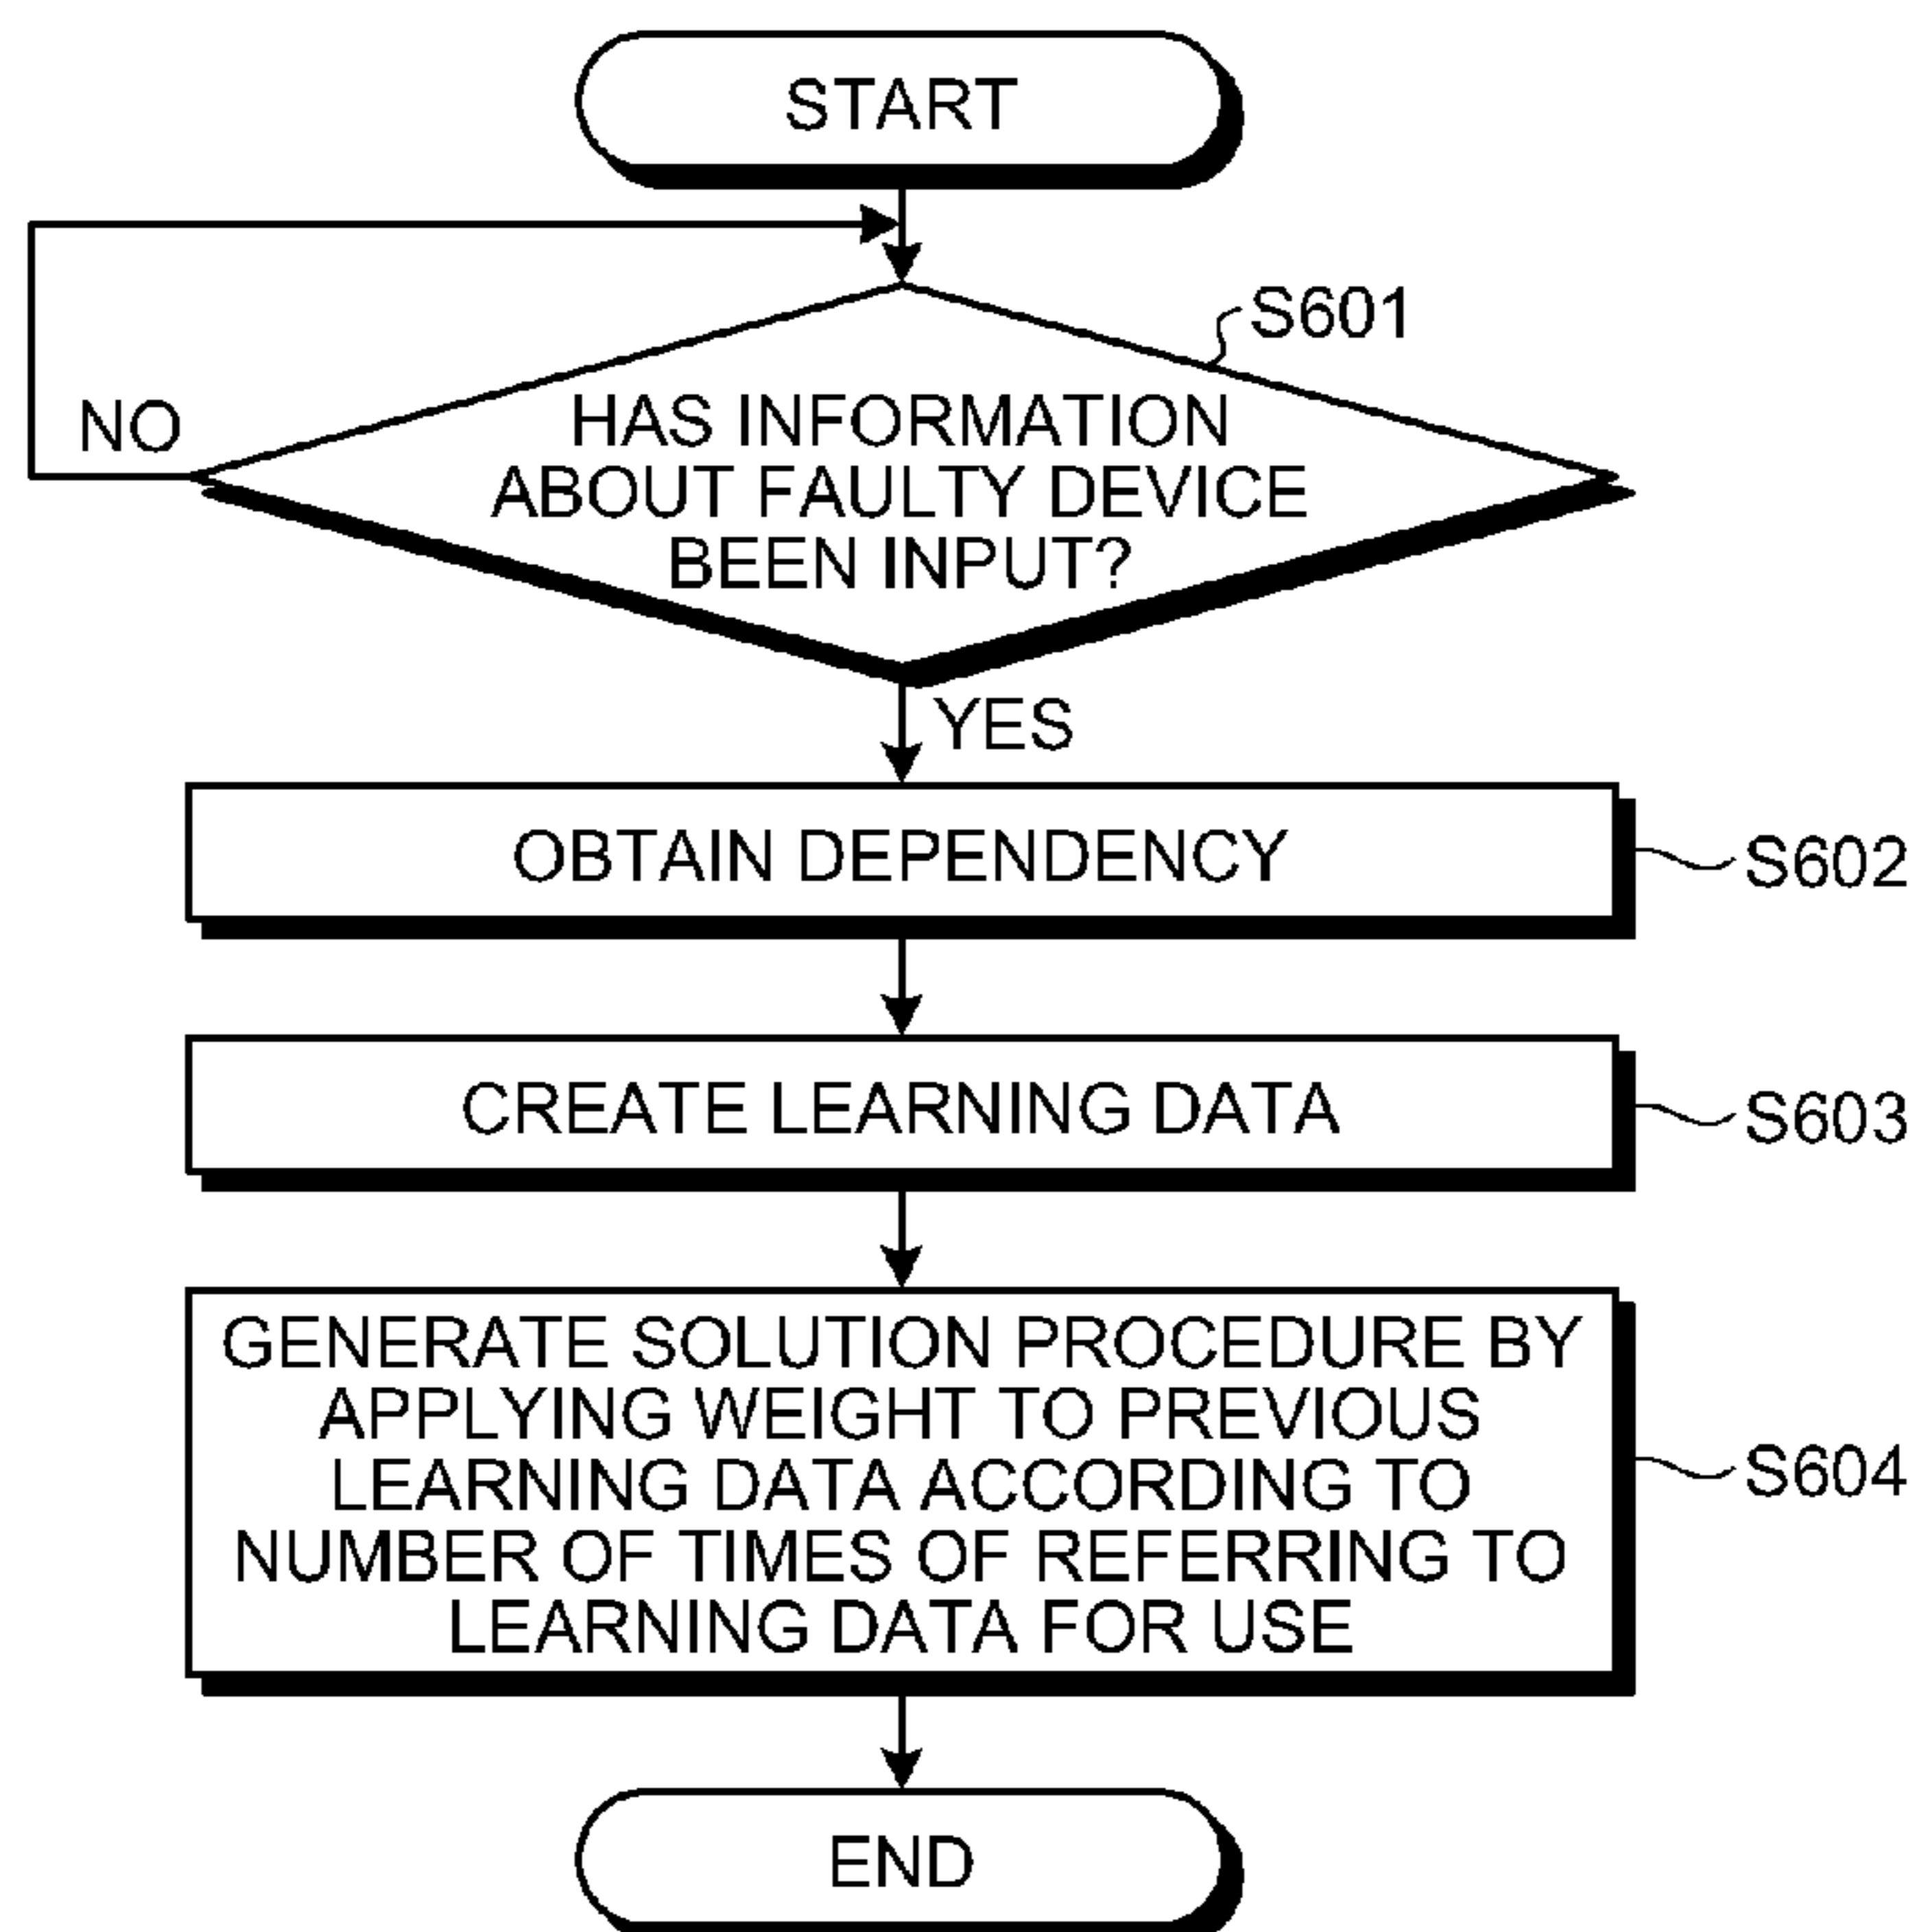 START
S601
HAS INFORMATION
ABOUT FAULTY DEVICE
BEEN INPUT?
NO
YES
OBTAIN DEPENDENCY
S602
CREATE LEARNING DATA
S603
GENERATE SOLUTION PROCEDURE BY
APPLYING WEIGHT TO PREVIOUS
LEARNING DATA ACCORDING TO
NUMBER OF TIMES OF REFERRING TO
LEARNING DATA FOR USE
S604
END